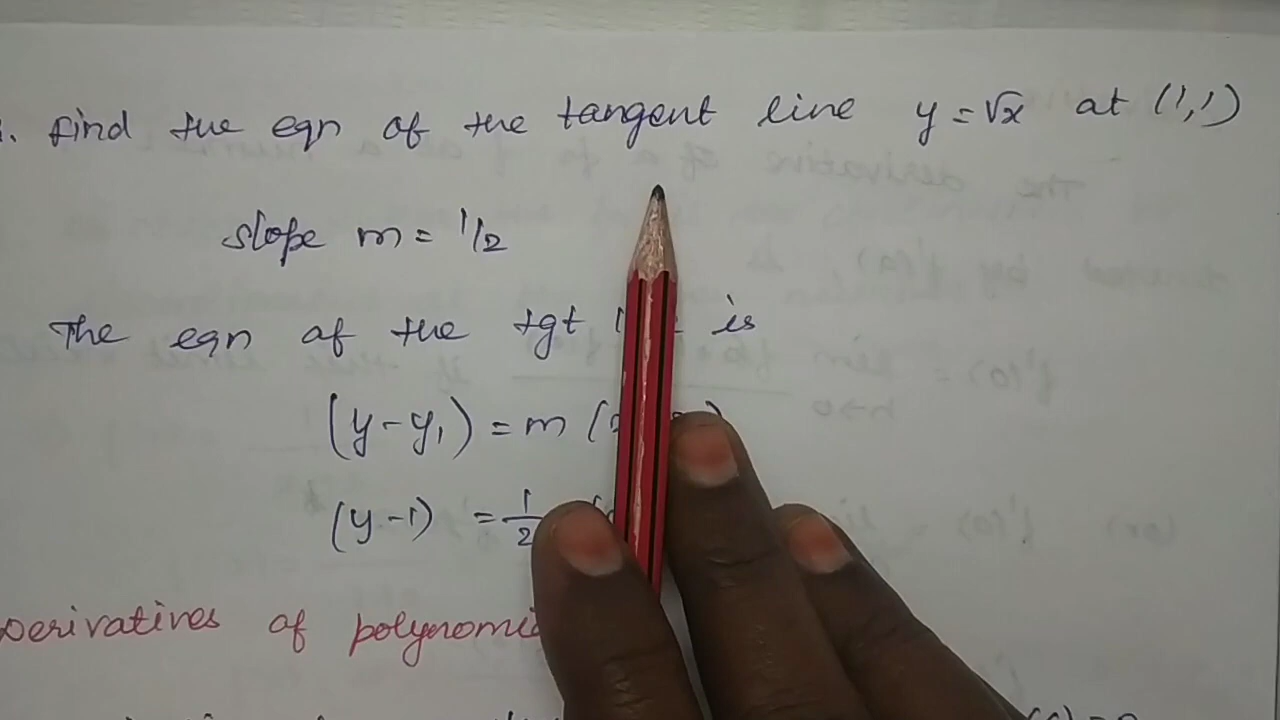 . Find the eqn of the tangent line y = √x at (1,1)
slope m = 1/2
The eqn of the tgt is
(y - y₁) = m (
(y - 1) = 1/2
Derivatives of polynomi